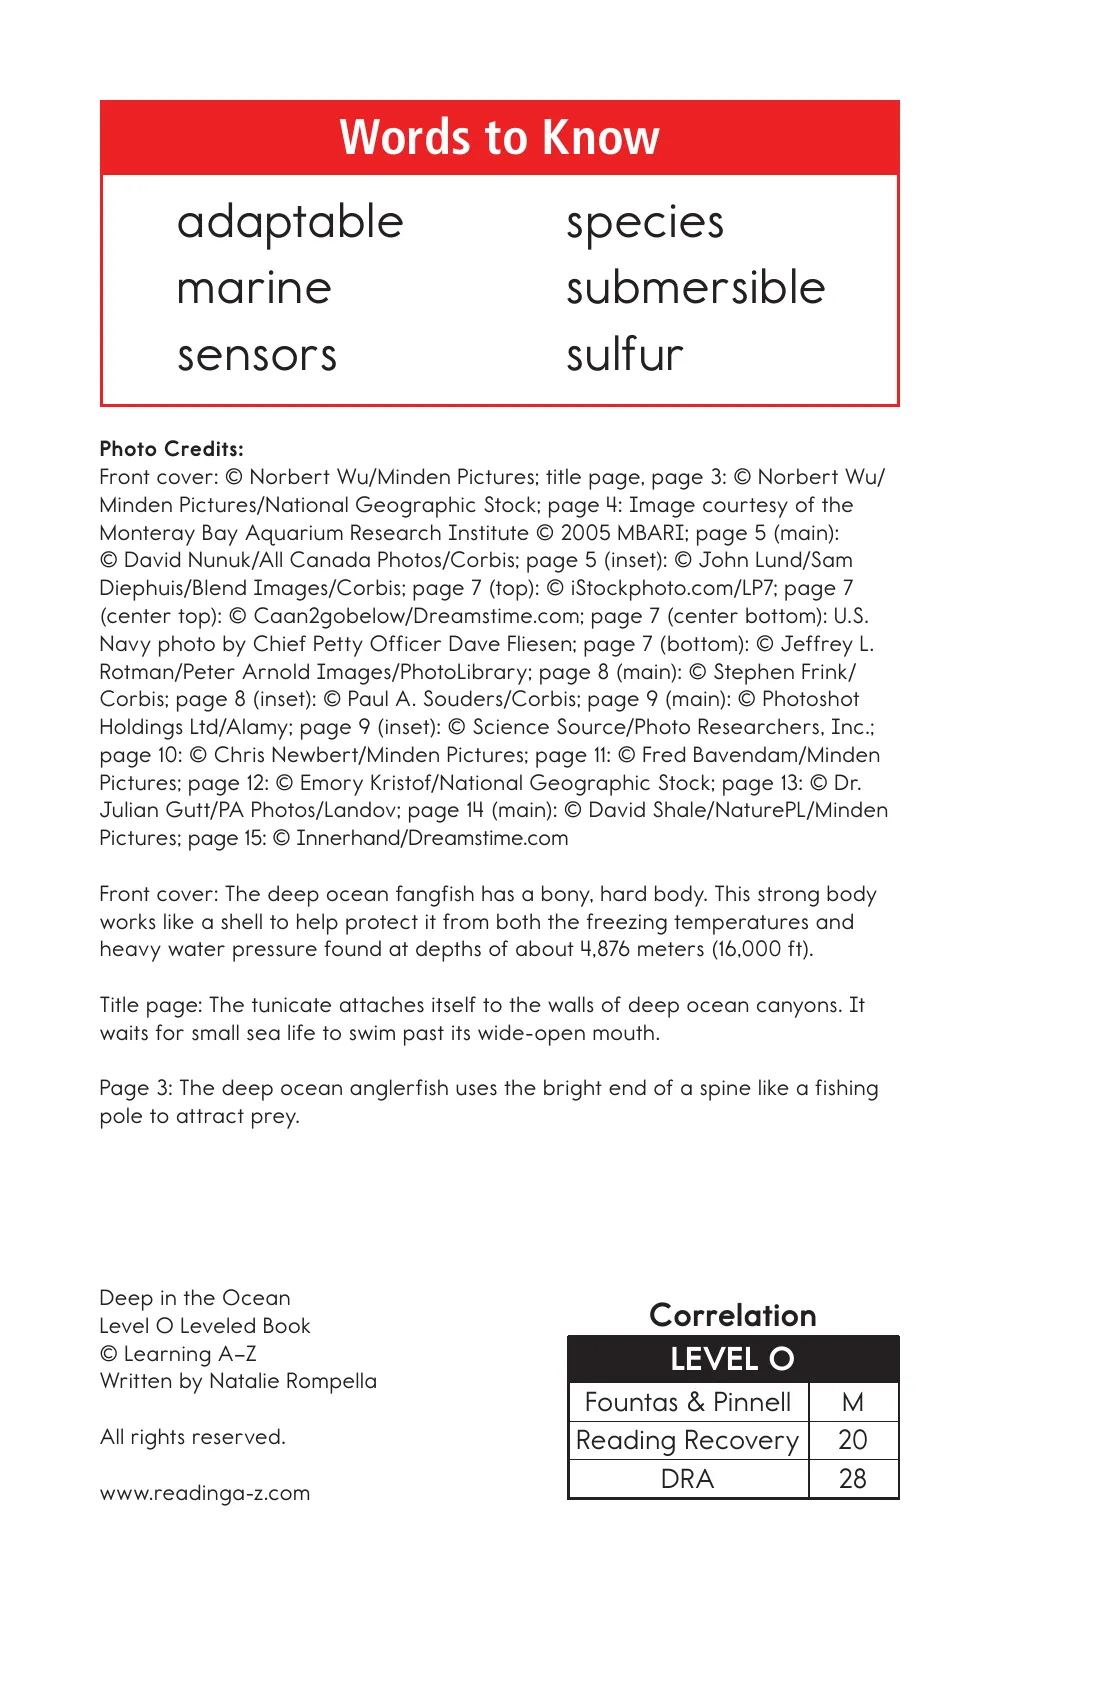 Words to Know
adaptable
marine
sensors
species
submersible
sulfur
Photo Credits:
Front cover: © Norbert Wu/Minden Pictures; title page, page 3: © Norbert Wu/
Minden Pictures/National Geographic Stock; page 4: Image courtesy of the
Monteray Bay Aquarium Research Institute © 2005 MBARI; page 5 (main):
© David Nunuk/All Canada Photos/Corbis; page 5 (inset): © John Lund/Sam
Diephuis/Blend Images/Corbis; page 7 (top): © iStockphoto.com/LP7; page 7
(center top): © Caan2gobelow/Dreamstime.com; page 7 (center bottom): U.S.
Navy photo by Chief Petty Officer Dave Fliesen; page 7 (bottom): © Jeffrey L.
Rotman/Peter Arnold Images/PhotoLibrary; page 8 (main): © Stephen Frink/
Corbis; page 8 (inset): © Paul A. Souders/Corbis; page 9 (main): © Photoshot
Holdings Ltd/Alamy; page 9 (inset): © Science Source/Photo Researchers, Inc.;
page 10: © Chris Newbert/Minden Pictures; page 11: © Fred Bavendam/Minden
Pictures; page 12: © Emory Kristof/National Geographic Stock; page 13: © Dr.
Julian Gutt/PA Photos/Landov; page 14 (main): © David Shale/NaturePL/Minden
Pictures; page 15: © Innerhand/Dreamstime.com
Front cover: The deep ocean fangfish has a bony, hard body. This strong body
works like a shell to help protect it from both the freezing temperatures and
heavy water pressure found at depths of about 4,876 meters (16,000 ft).
Title page: The tunicate attaches itself to the walls of deep ocean canyons. It
waits for small sea life to swim past its wide-open mouth.
Page 3: The deep ocean anglerfish uses the bright end of a spine like a fishing
pole to attract prey.
Deep in the Ocean
Level O Leveled Book
© Learning A–Z
Written by Natalie Rompella
All rights reserved.
www.readinga-z.com
Correlation
LEVEL O
Fountas & Pinnell M
Reading Recovery 20
DRA 28